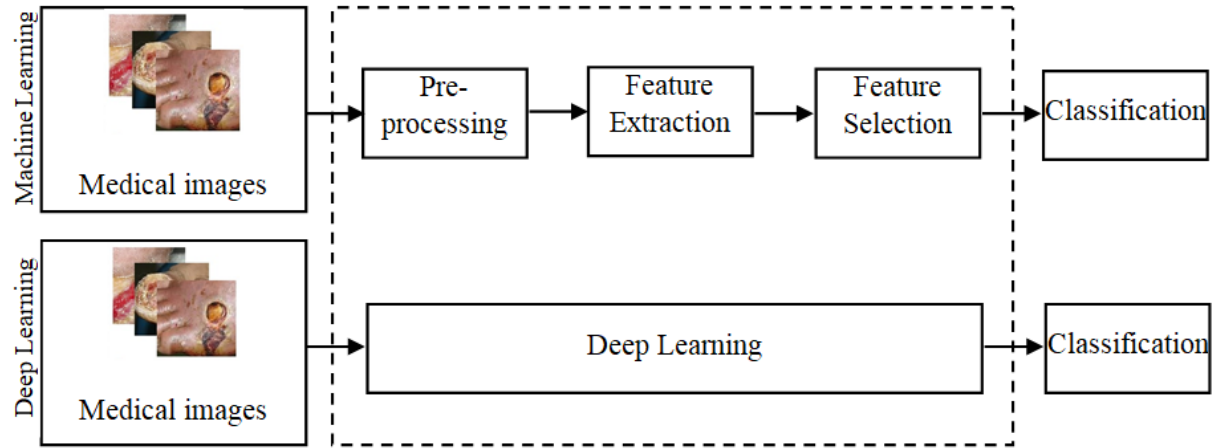 Machine Learning
Medical images
Pre-
processing
Feature
Extraction
Feature
Selection
Classification
Deep Learning
Medical images
Deep Learning
Classification